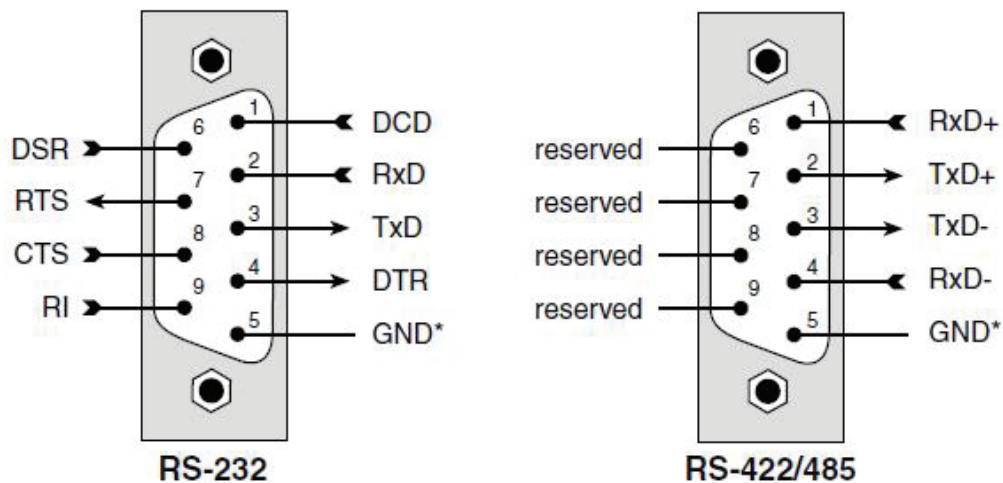 1
DCD
6
DSR
2
RxD
7
RTS
3
TxD
8
CTS
4
DTR
9
RI
5
GND*
RS-232
1
RxD+
6
reserved
2
TxD+
7
reserved
3
TxD-
8
reserved
4
RxD-
9
reserved
5
GND*
RS-422/485